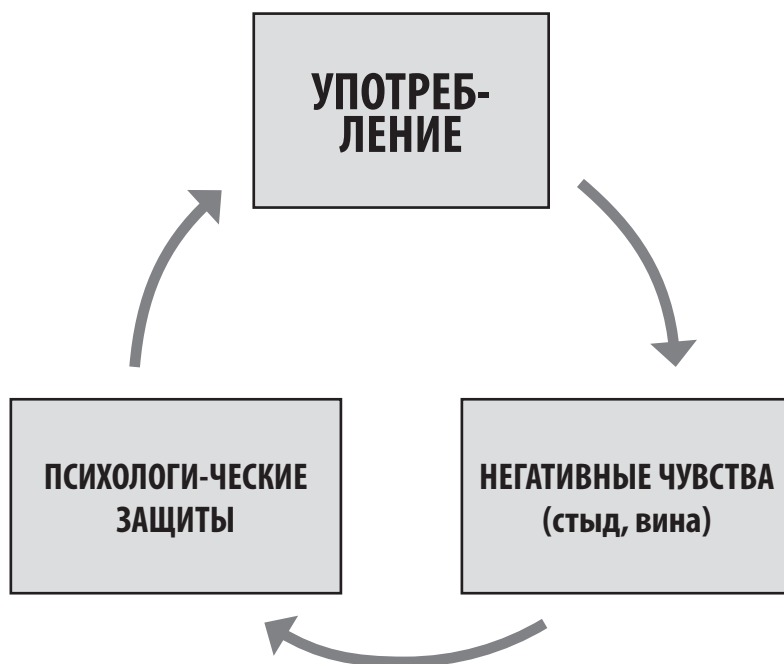 УПОТРЕБ-
ЛЕНИЕ
ПСИХОЛОГИ-ЧЕСКИЕ
ЗАЩИТЫ
НЕГАТИВНЫЕ ЧУВСТВА
(стыд, вина)